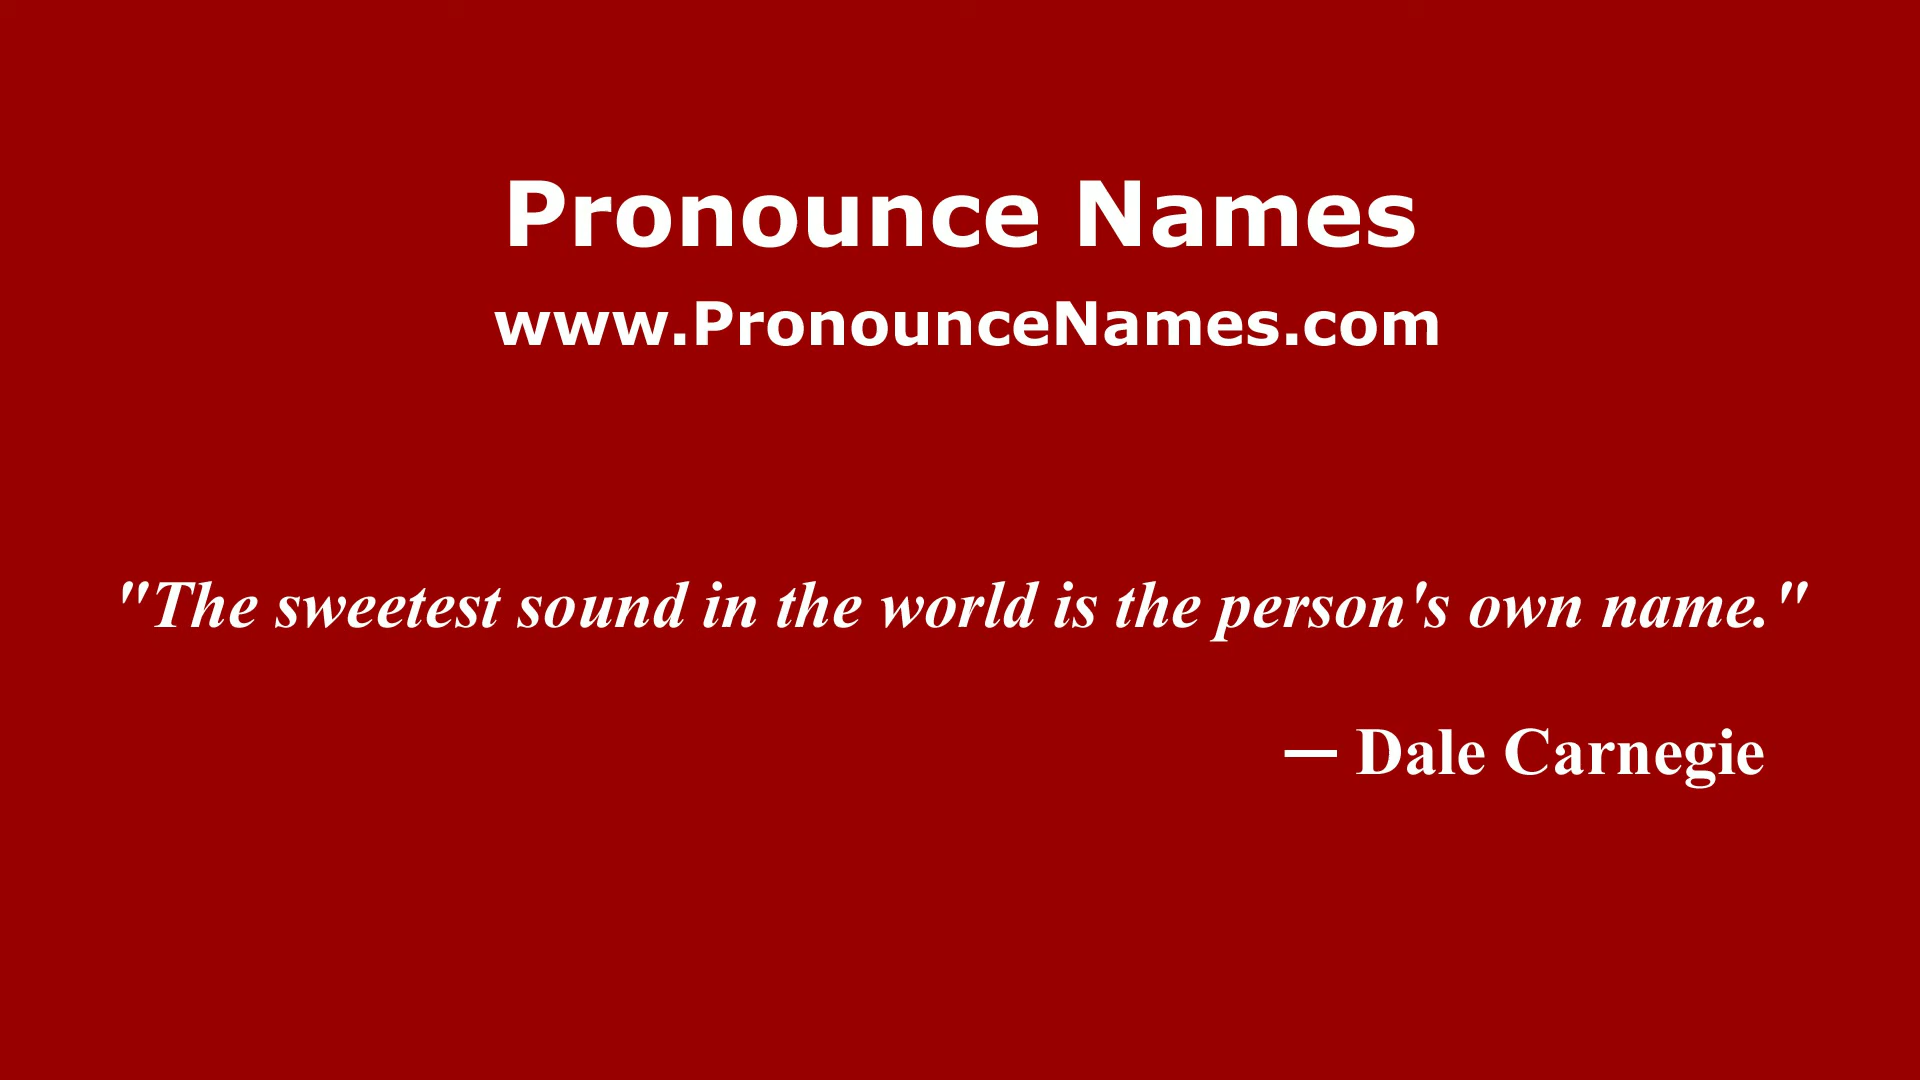 Pronounce Names
www.PronounceNames.com
"The sweetest sound in the world is the person's own name."
— Dale Carnegie